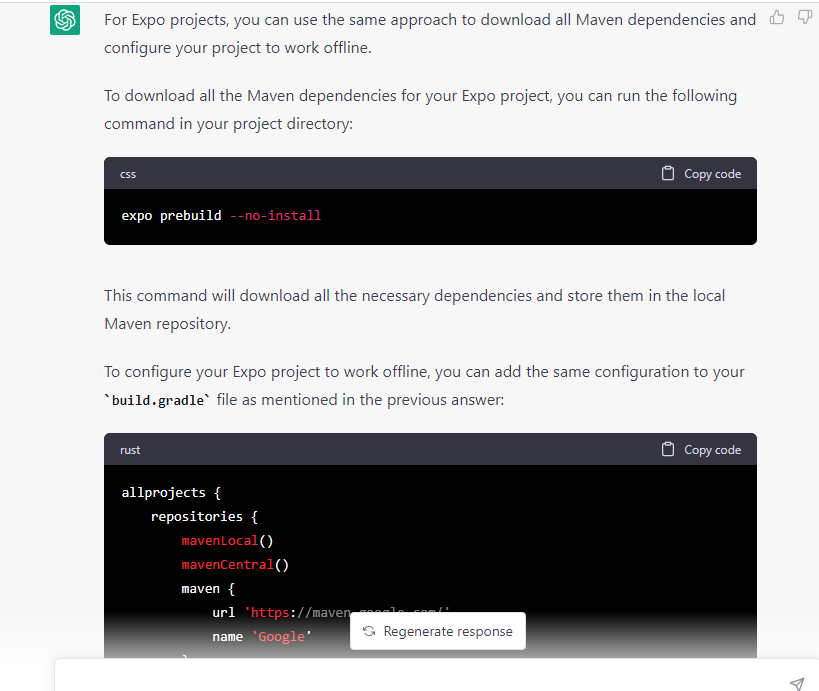 For Expo projects, you can use the same approach to download all Maven dependencies and
configure your project to work offline.
To download all the Maven dependencies for your Expo project, you can run the following
command in your project directory:
css
Copy code
expo prebuild --no-install
This command will download all the necessary dependencies and store them in the local
Maven repository.
To configure your Expo project to work offline, you can add the same configuration to your
`build.gradle` file as mentioned in the previous answer:
rust
Copy code
allprojects {
repositories {
mavenLocal()
mavenCentral()
maven {
url 'https://maven.google.com/'
name 'Google'
Regenerate response